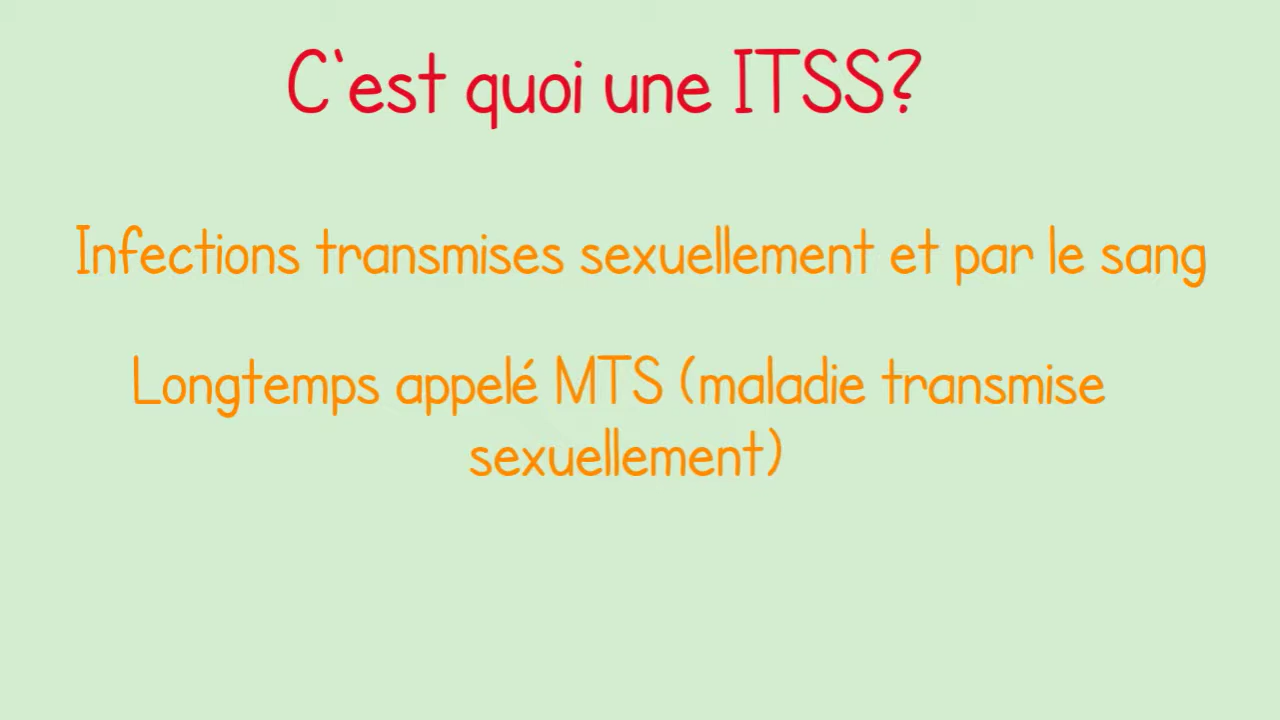 C'est quoi une ITSS?
Infections transmises sexuellement et par le sang
Longtemps appelé MTS (maladie transmise
sexuellement)